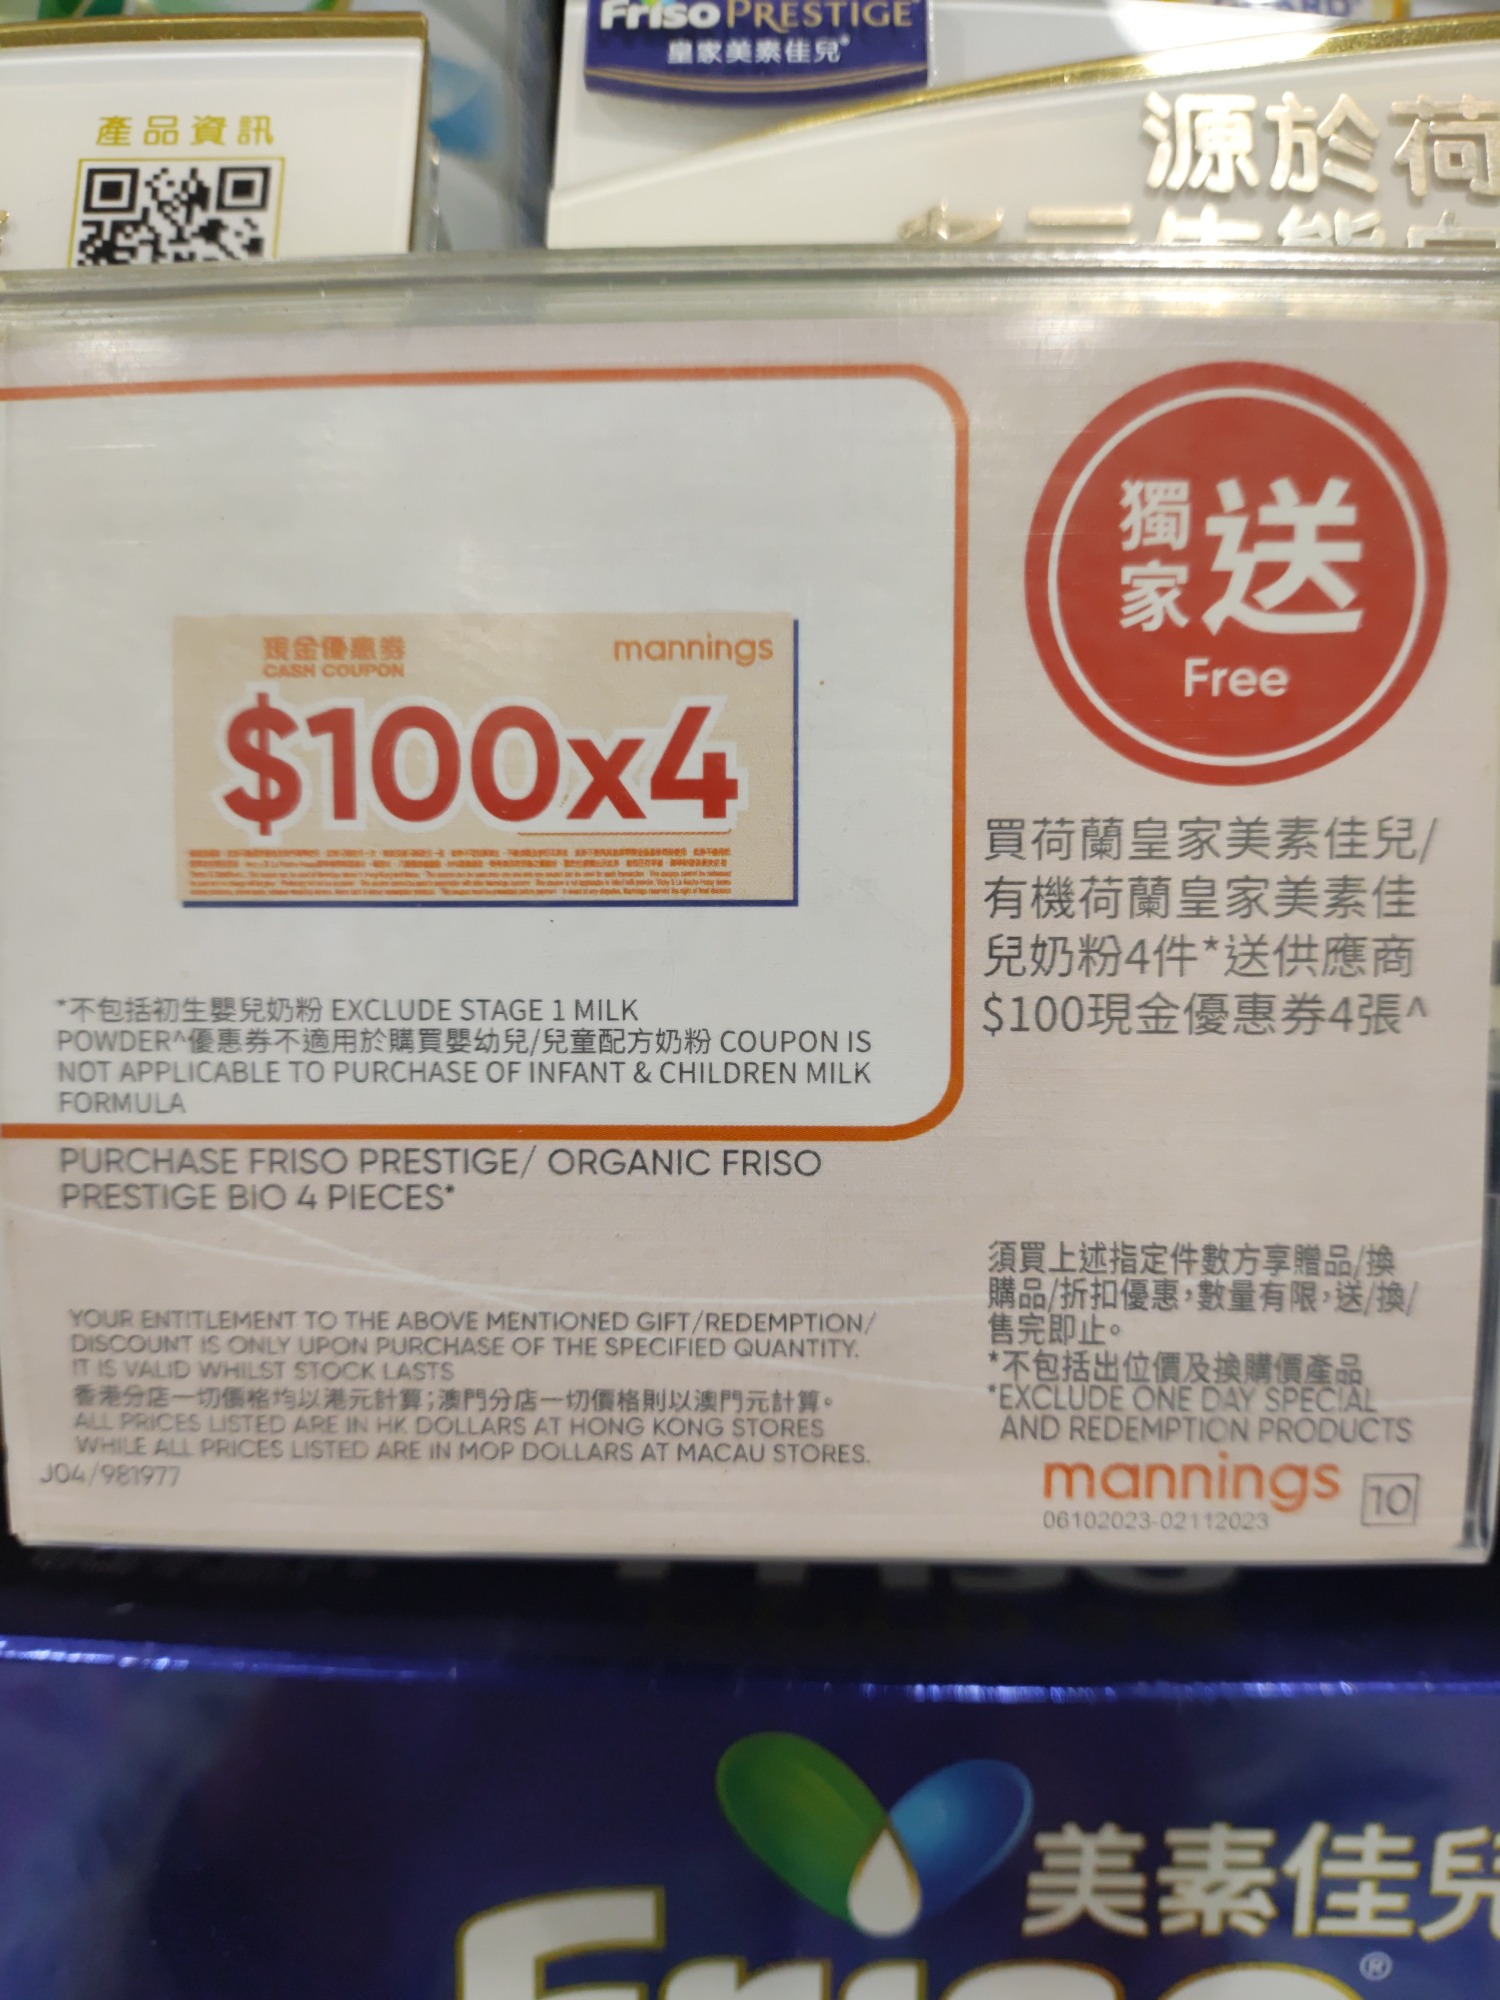 Friso PRESTIGE
皇家美素佳兒®
產品資訊
源於荷
獨家 送
Free
現金優惠券
CASH COUPON
mannings
$100x4
買荷蘭皇家美素佳兒/
有機荷蘭皇家美素佳
兒奶粉4件*送供應商
$100現金優惠券4張^
*不包括初生嬰兒奶粉 EXCLUDE STAGE 1 MILK
POWDER^優惠券不適用於購買嬰幼兒/兒童配方奶粉 COUPON IS
NOT APPLICABLE TO PURCHASE OF INFANT & CHILDREN MILK
FORMULA
PURCHASE FRISO PRESTIGE/ ORGANIC FRISO
PRESTIGE BIO 4 PIECES*
YOUR ENTITLEMENT TO THE ABOVE MENTIONED GIFT/REDEMPTION/
DISCOUNT IS ONLY UPON PURCHASE OF THE SPECIFIED QUANTITY.
IT IS VALID WHILST STOCK LASTS
香港分店一切價格均以港元計算;澳門分店一切價格則以澳門元計算。
ALL PRICES LISTED ARE IN HK DOLLARS AT HONG KONG STORES
WHILE ALL PRICES LISTED ARE IN MOP DOLLARS AT MACAU STORES.
J04/981977
須買上述指定件數方享贈品/換
購品/折扣優惠,數量有限,送/換/
售完即止。
*不包括出位價及換購價產品
*EXCLUDE ONE DAY SPECIAL
AND REDEMPTION PRODUCTS
mannings 10
06102023-02112023
美素佳兒
Friso®